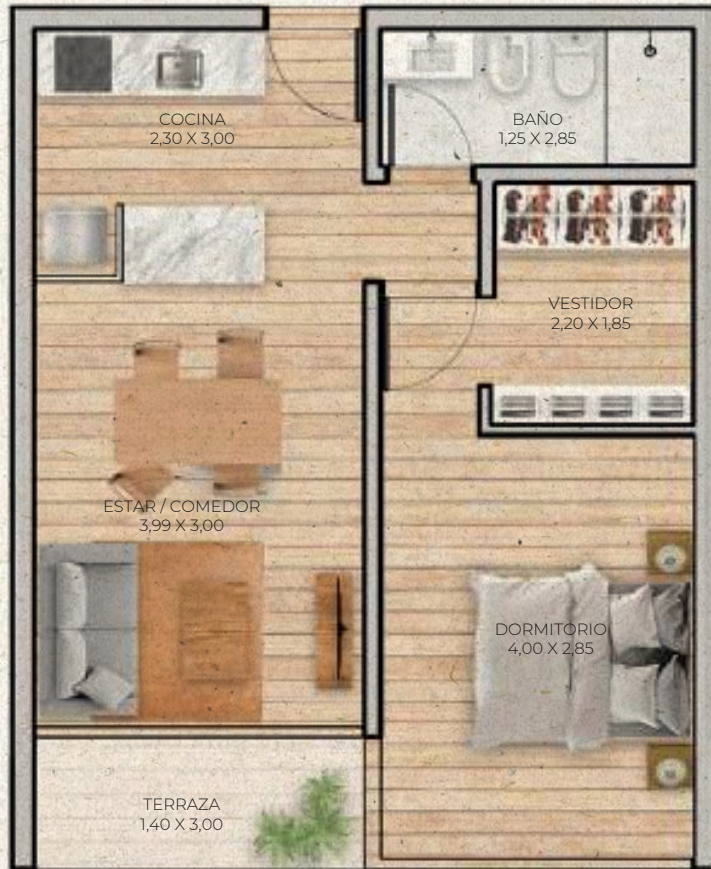 COCINA
2,30 X 3,00
BAÑO
1,25 X 2,85
VESTIDOR
2,20 X 1,85
ESTAR / COMEDOR
3,99 X 3,00
DORMITORIO
4,00 X 2,85
TERRAZA
1,40 X 3,00